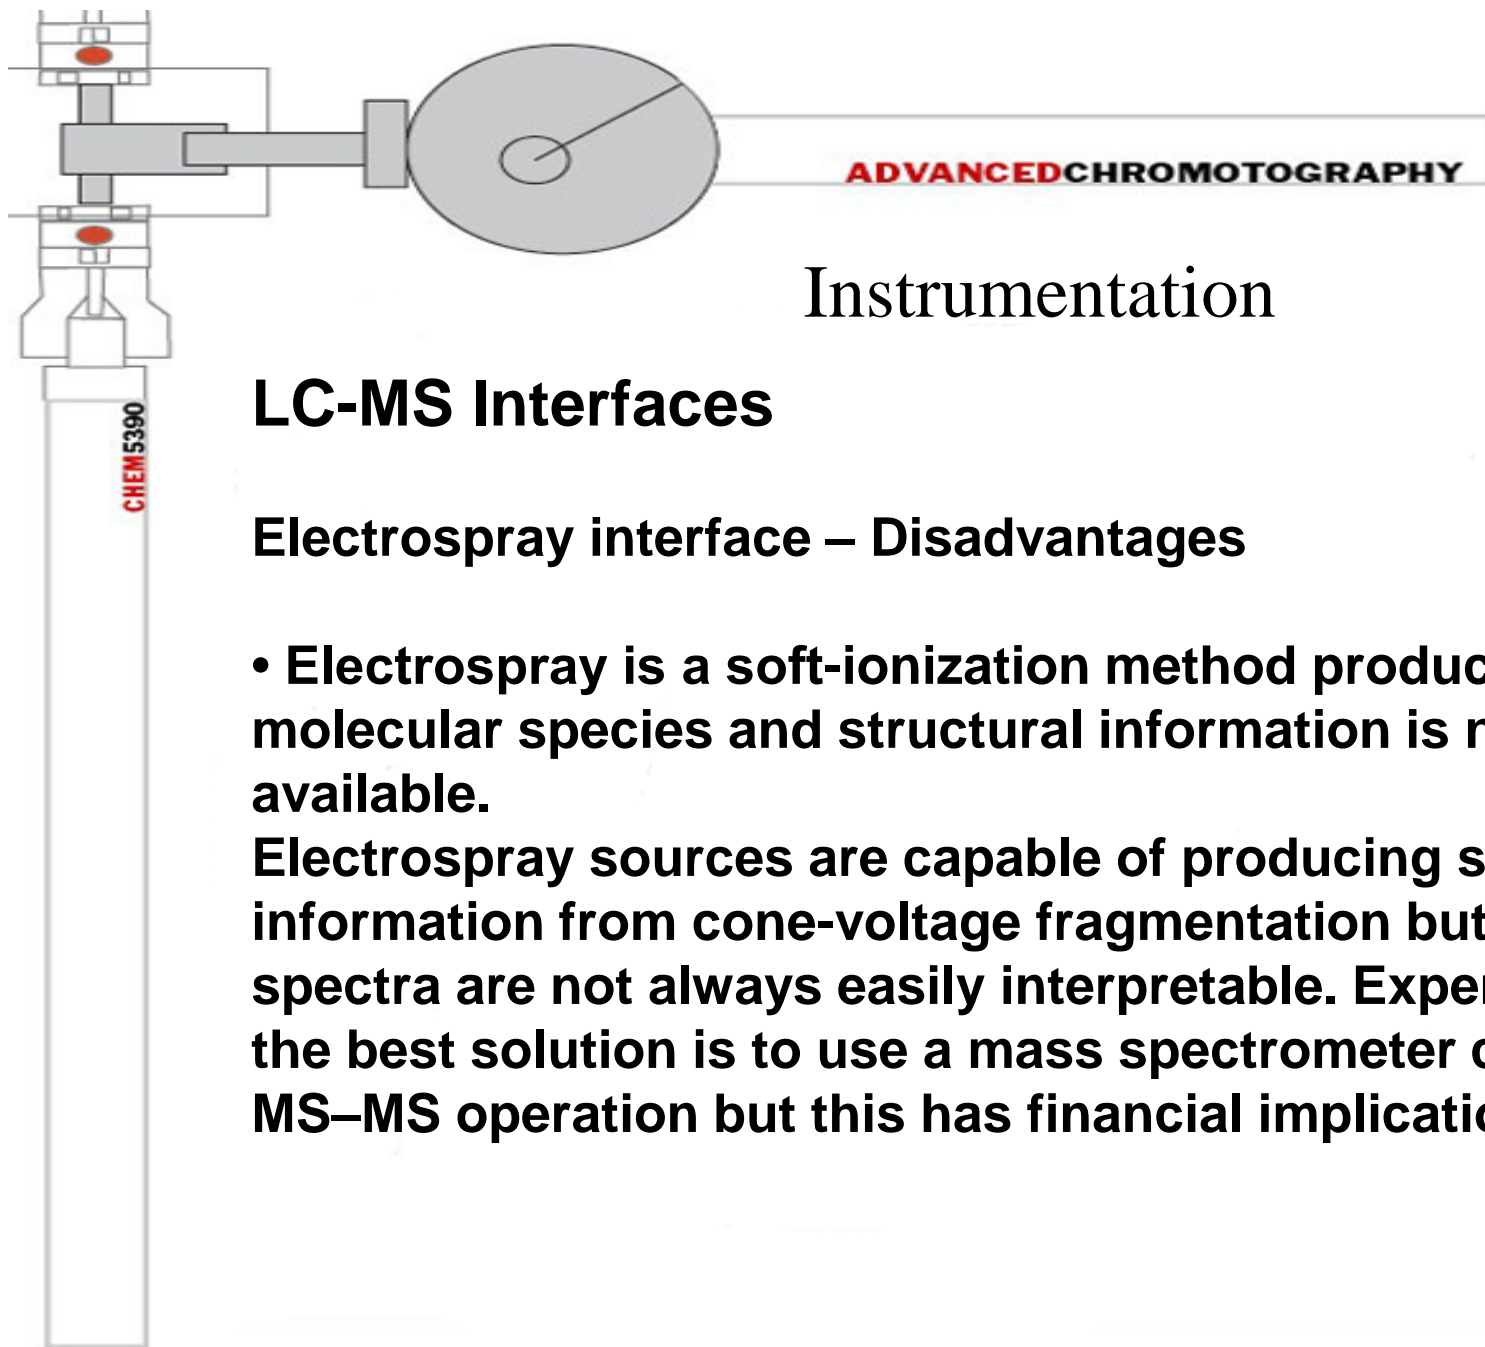 ADVANCEDCHROMOTOGRAPHY
Instrumentation
LC-MS Interfaces
CHEM5390
Electrospray interface – Disadvantages
• Electrospray is a soft-ionization method produc
molecular species and structural information is n
available.
Electrospray sources are capable of producing s
information from cone-voltage fragmentation but
spectra are not always easily interpretable. Exper
the best solution is to use a mass spectrometer c
MS–MS operation but this has financial implicatio